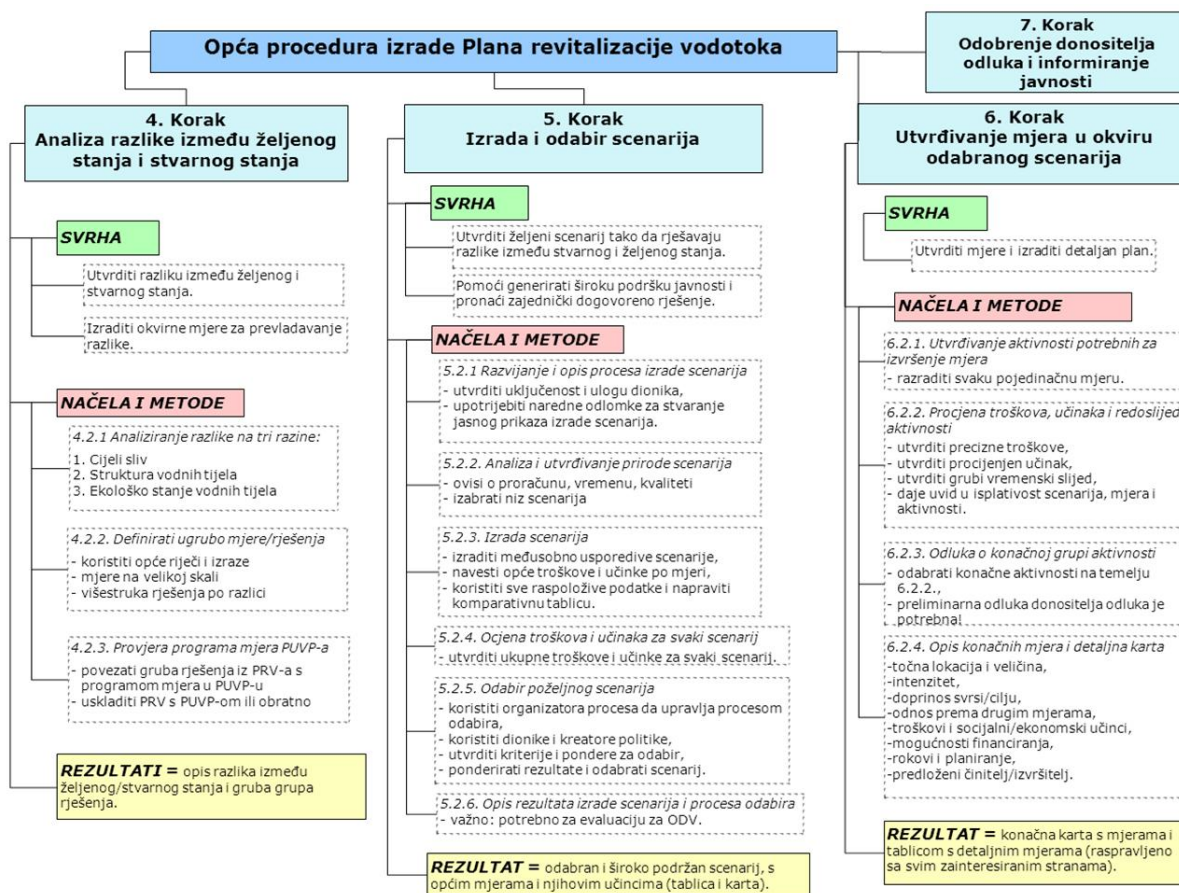 Opća procedura izrade Plana revitalizacije vodotoka
7. Korak
Odobrenje donositelja
odluka i informiranje
javnosti
4. Korak
Analiza razlike između željenog
stanja i stvarnog stanja
SVRHA
Utvrditi razliku između željenog i
stvarnog stanja.
Izraditi okvirne mjere za prevladavanje
razlike.
NAČELA I METODE
4.2.1 Analiziranje razlike na tri razine:
1. Cijeli sliv
2. Struktura vodnih tijela
3. Ekološko stanje vodnih tijela
4.2.2. Definirati ugrubo mjere/rješenja
- koristiti opće riječi i izraze
- mjere na velikoj skali
- višestruka rješenja po razlici
4.2.3. Provjera programa mjera PUVP-a
- povezati gruba rješenja iz PRV-a s
programom mjera u PUVP-u
- uskladiti PRV s PUVP-om ili obratno
REZULTATI = opis razlika između
željenog/stvarnog stanja i gruba grupa
rješenja.
5. Korak
Izrada i odabir scenarija
SVRHA
Utvrditi željeni scenarij tako da rješavaju
razlike između stvarnog i željenog stanja.
Pomoći generirati široku podršku javnosti i
pronaći zajednički dogovoreno rješenje.
NAČELA I METODE
5.2.1 Razvijanje i opis procesa izrade scenarija
- utvrditi uključenost i ulogu dionika,
- upotrijebiti naredne odlomke za stvaranje
jasnog prikaza izrade scenarija.
5.2.2. Analiza i utvrđivanje prirode scenarija
- ovisi o proračunu, vremenu, kvaliteti
- izabrati niz scenarija
5.2.3. Izrada scenarija
- izraditi međusobno usporedive scenarije,
- navesti opće troškove i učinke po mjeri,
- koristiti sve raspoložive podatke i napraviti
komparativnu tablicu.
5.2.4. Ocjena troškova i učinaka za svaki scenarij
- utvrditi ukupne troškove i učinke za svaki scenarij.
5.2.5. Odabir poželjnog scenarija
- koristiti organizatora procesa da upravlja procesom
odabira,
- koristiti dionike i kreatore politike,
- utvrditi kriterije i pondere za odabir,
- ponderirati rezultate i odabrati scenarij.
5.2.6. Opis rezultata izrade scenarija i procesa odabira
- važno: potrebno za evaluaciju za ODV.
REZULTAT = odabran i široko podržan scenarij, s
općim mjerama i njihovim učincima (tablica i karta).
6. Korak
Utvrđivanje mjera u okviru
odabranog scenarija
SVRHA
Utvrditi mjere i izraditi detaljan plan.
NAČELA I METODE
6.2.1. Utvrđivanje aktivnosti potrebnih za
izvršenje mjera
- razraditi svaku pojedinačnu mjeru.
6.2.2. Procjena troškova, učinaka i redoslijed
aktivnosti
- utvrditi precizne troškove,
- utvrditi procijenjen učinak,
- utvrditi grubi vremenski slijed,
- daje uvid u isplativost scenarija, mjera i
aktivnosti.
6.2.3. Odluka o konačnoj grupi aktivnosti
- odabrati konačne aktivnosti na temelju
6.2.2.,
- preliminarna odluka donositelja odluka je
potrebna!
6.2.4. Opis konačnih mjera i detaljna karta
-točna lokacija i veličina,
-intenzitet,
-doprinos svrsi/cilju,
-odnos prema drugim mjerama,
-troškovi i socijalni/ekonomski učinci,
-mogućnosti financiranja,
-rokovi i planiranje,
-predloženi činitelj/izvršitelj.
REZULTAT = konačna karta s mjerama i
tablicom s detaljnim mjerama (raspravljeno
sa svim zainteresiranim stranama).